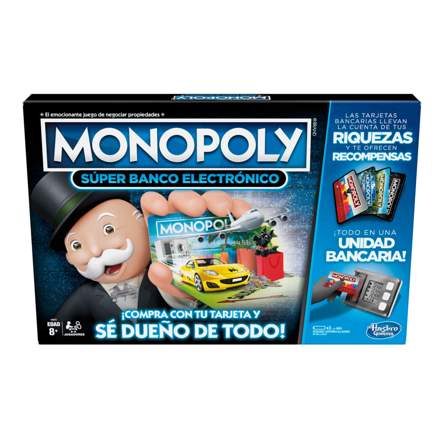 • El emocionante juego de negociar propiedades •
MONOPOLY
SÚPER BANCO ELECTRÓNICO
LAS TARJETAS
BANCARIAS LLEVAN
LA CUENTA DE TUS
RIQUEZAS
Y TE OFRECEN
RECOMPENSAS
MONOPOLY
¡TODO EN UNA
UNIDAD
BANCARIA!
¡COMPRA CON TU TARJETA Y
SÉ DUEÑO DE TODO!
EDAD
8+
JUGADORES
Hasbro
Gaming